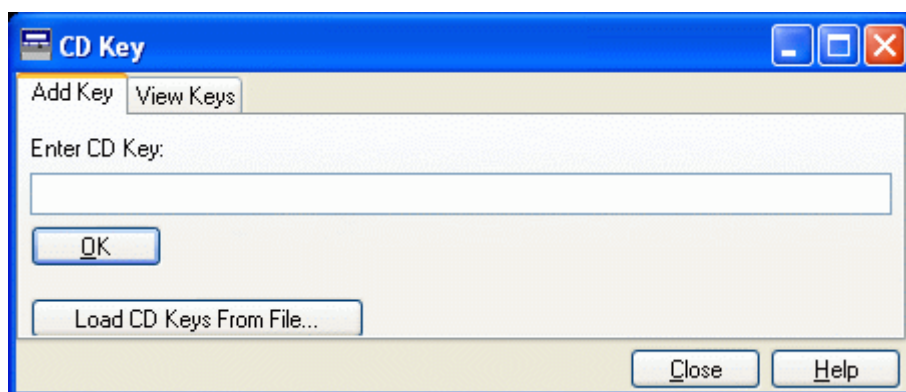 CD Key
Add Key View Keys
Enter CD Key:
OK
Load CD Keys From File...
Close Help